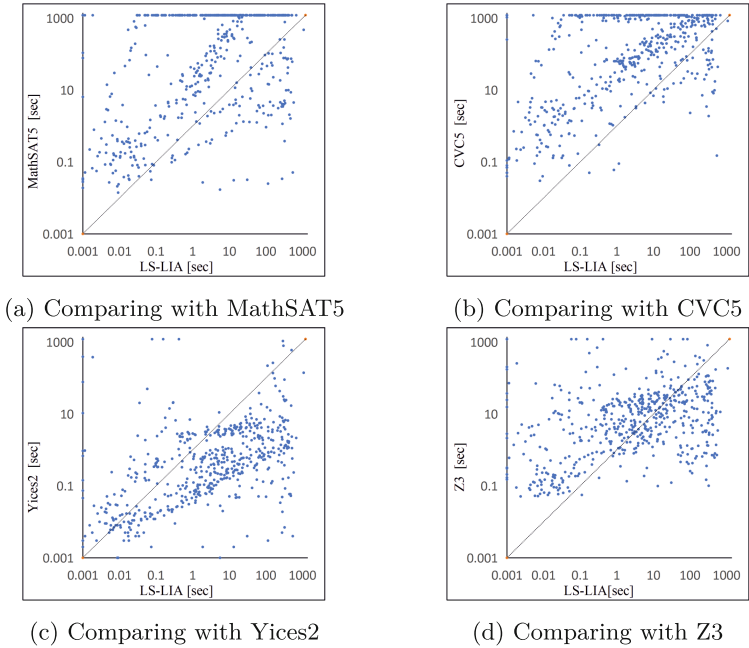 1000
10
0.1
0.001
MathSAT5 [sec]
0.001 0.01 0.1 1 10 100 1000
LS-LIA [sec]
(a) Comparing with MathSAT5
1000
10
0.1
0.001
CVC5 [sec]
0.001 0.01 0.1 1 10 100 1000
LS-LIA [sec]
(b) Comparing with CVC5
1000
10
0.1
0.001
Yices2 [sec]
0.001 0.01 0.1 1 10 100 1000
LS-LIA [sec]
(c) Comparing with Yices2
1000
10
0.1
0.001
Z3 [sec]
0.001 0.01 0.1 1 10 100 1000
LS-LIA[sec]
(d) Comparing with Z3